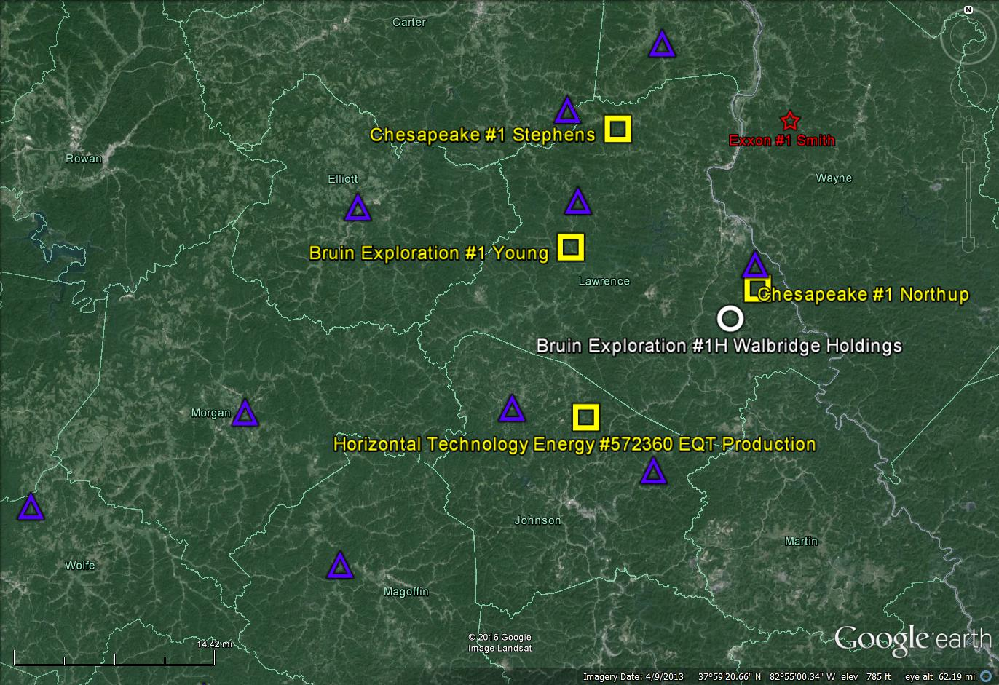 N
Carter
Exxon #1 Smith
Chesapeake #1 Stephens
Rowan
Elliott
Wayne
Bruin Exploration #1 Young
Lawrence
Chesapeake #1 Northup
Bruin Exploration #1H Walbridge Holdings
Morgan
Horizontal Technology Energy #572360 EQT Production
Johnson
Martin
Wolfe
Magoffin
14.42 mi
© 2016 Google
Image Landsat
Google earth
Imagery Date: 4/9/2013 37°59'20.66" N 82°55'00.34" W elev 785 ft eye alt 62.19 mi